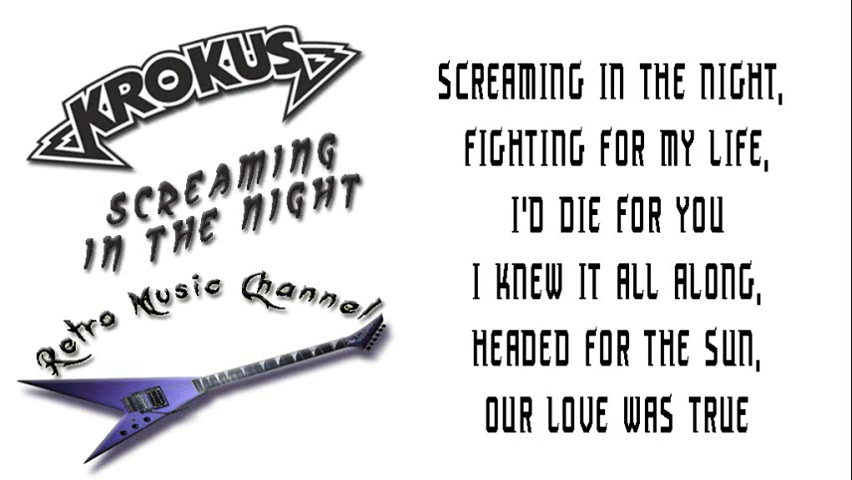 KROKUS
SCREAMING
IN THE NIGHT
Retro Music Channel
SCREAMING IN THE NIGHT,
FIGHTING FOR MY LIFE,
I'D DIE FOR YOU
I KNEW IT ALL ALONG,
HEADED FOR THE SUN,
OUR LOVE WAS TRUE